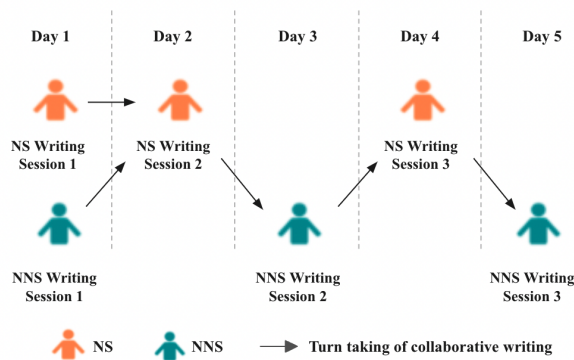 Day 1 Day 2 Day 3 Day 4 Day 5
NS Writing
Session 1
NS Writing
Session 2
NS Writing
Session 3
NNS Writing
Session 1
NNS Writing
Session 2
NNS Writing
Session 3
NS NNS Turn taking of collaborative writing